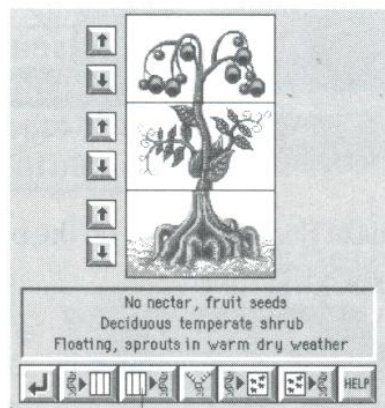 No nectar, fruit seeds
Deciduous temperate shrub
Floating, sprouts in warm dry weather
HELP